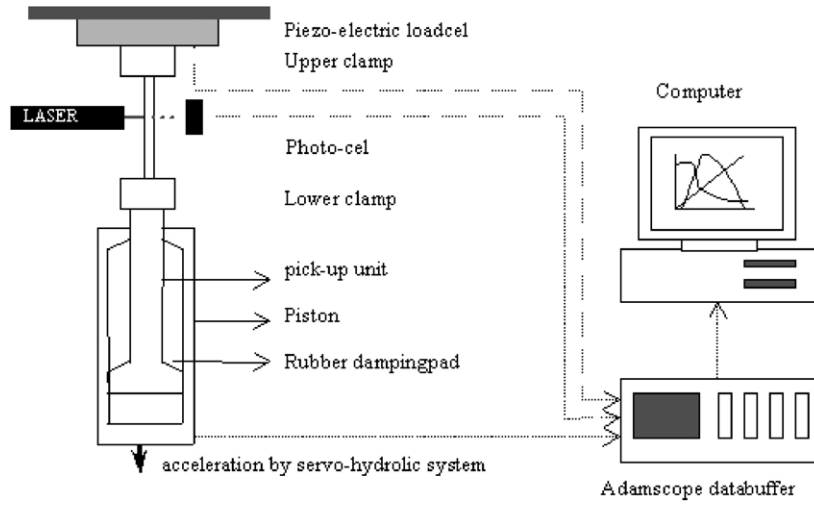 Piezo-electric loadcel
Upper clamp
Computer
LASER
Photo-cel
Lower clamp
pick-up unit
Piston
Rubber dampingpad
acceleration by servo-hydrolic system
Adamscope databuffer